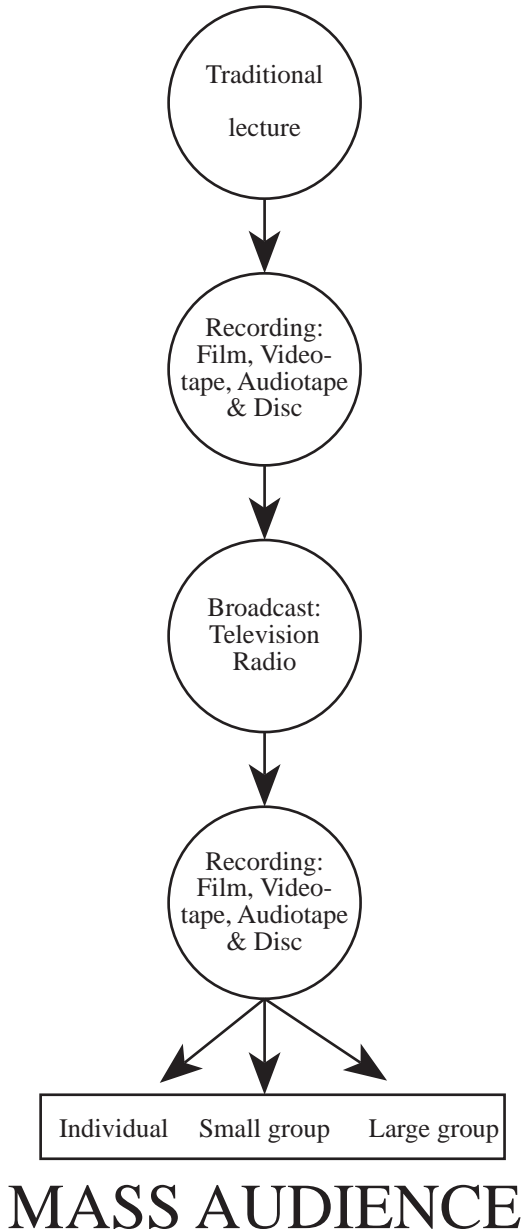 Traditional
lecture
Recording:
Film, Video-
tape, Audiotape
& Disc
Broadcast:
Television
Radio
Recording:
Film, Video-
tape, Audiotape
& Disc
Individual Small group Large group
MASS AUDIENCE